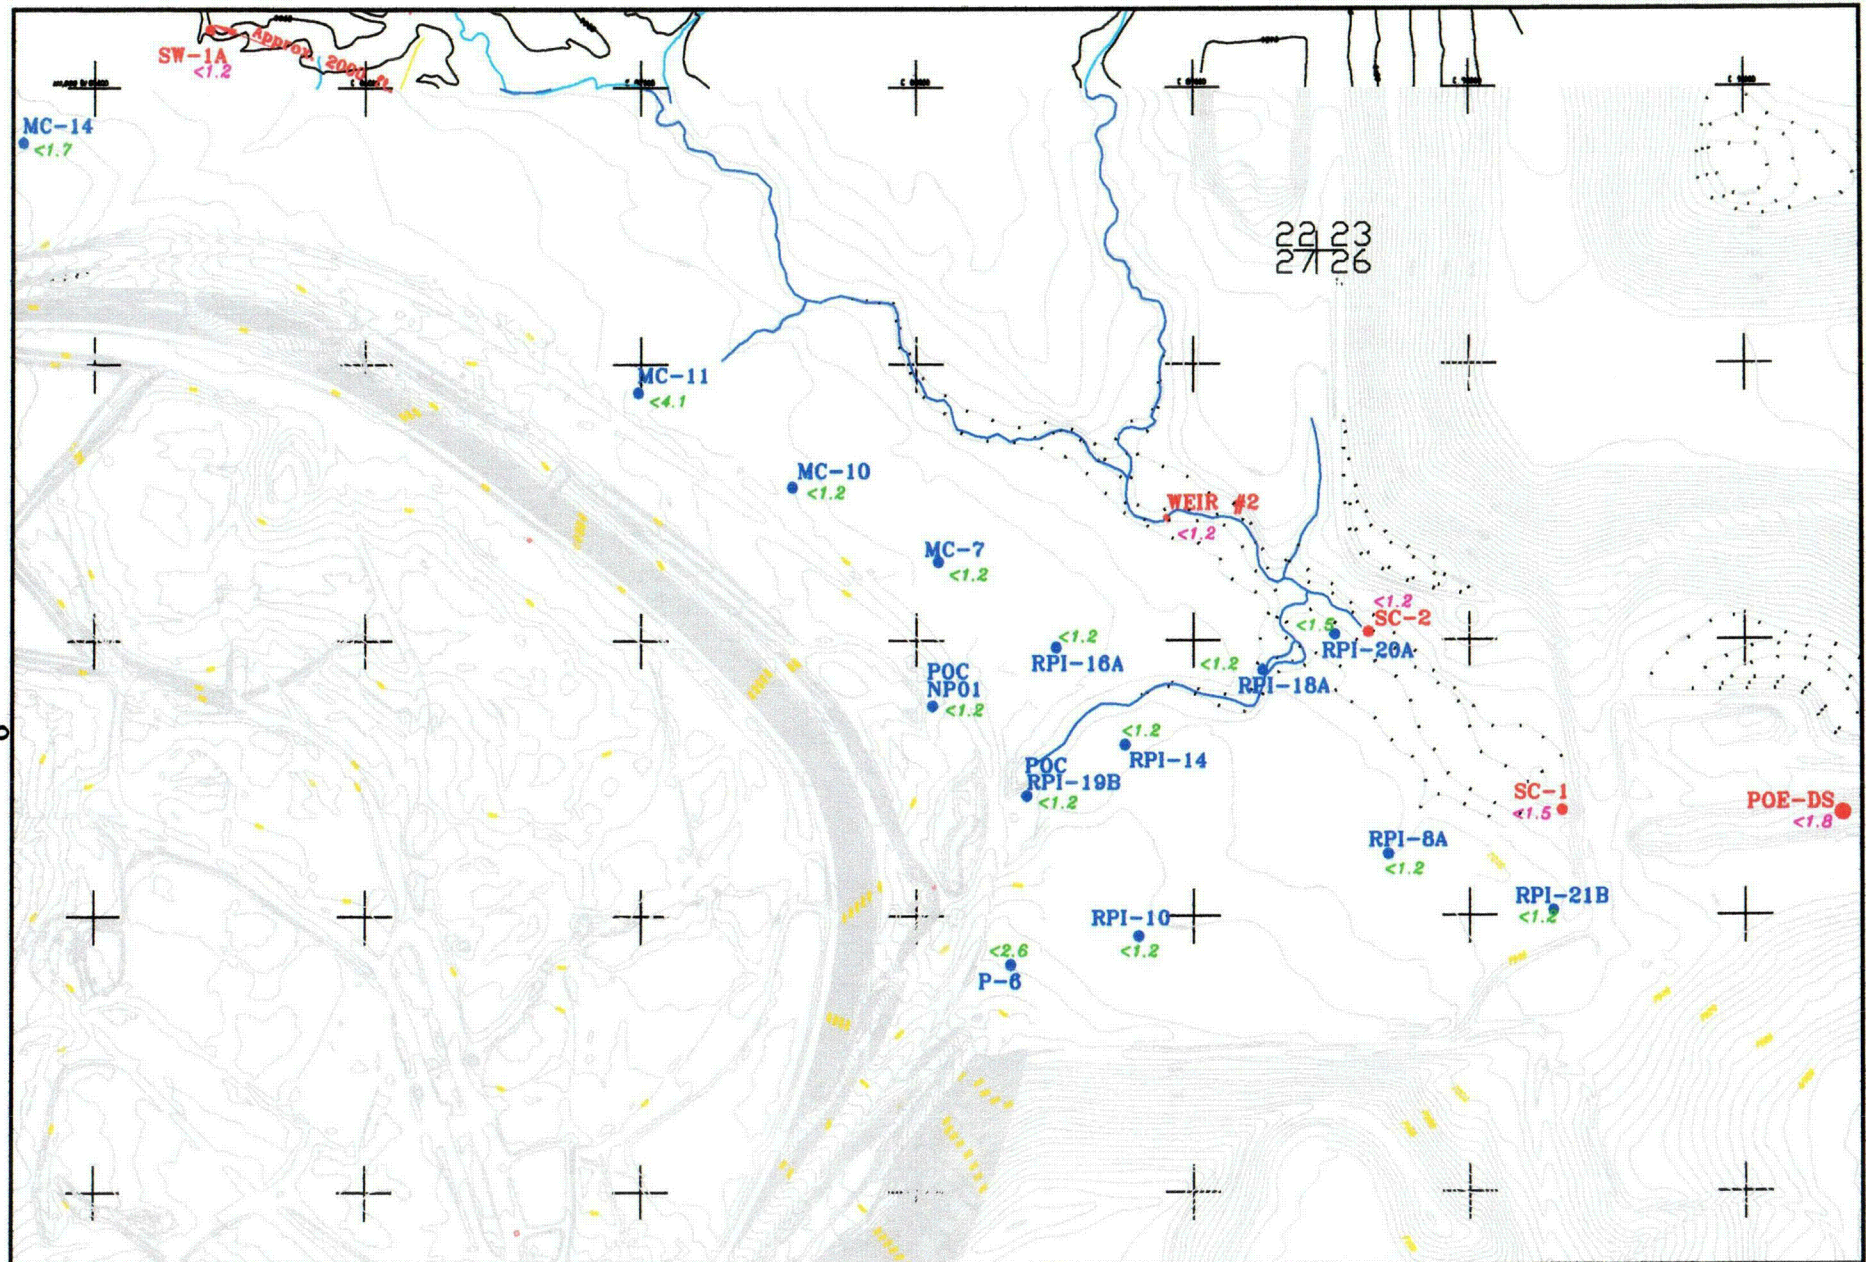 Approx. 2000 ft.
SW-1A
<1.2
MC-14
<1.7
22 23
27 26
MC-11
<4.1
MC-10
<1.2
WEIR #2
<1.2
MC-7
<1.2
<1.2
SC-2
<1.5
RPI-20A
<1.2
RPI-16A
<1.2
RPI-18A
POC
NP01
<1.2
<1.2
RPI-14
POC
RPI-19B
<1.2
SC-1
<1.5
POE-DS
<1.8
RPI-8A
<1.2
RPI-21B
<1.2
RPI-10
<1.2
<2.6
P-6